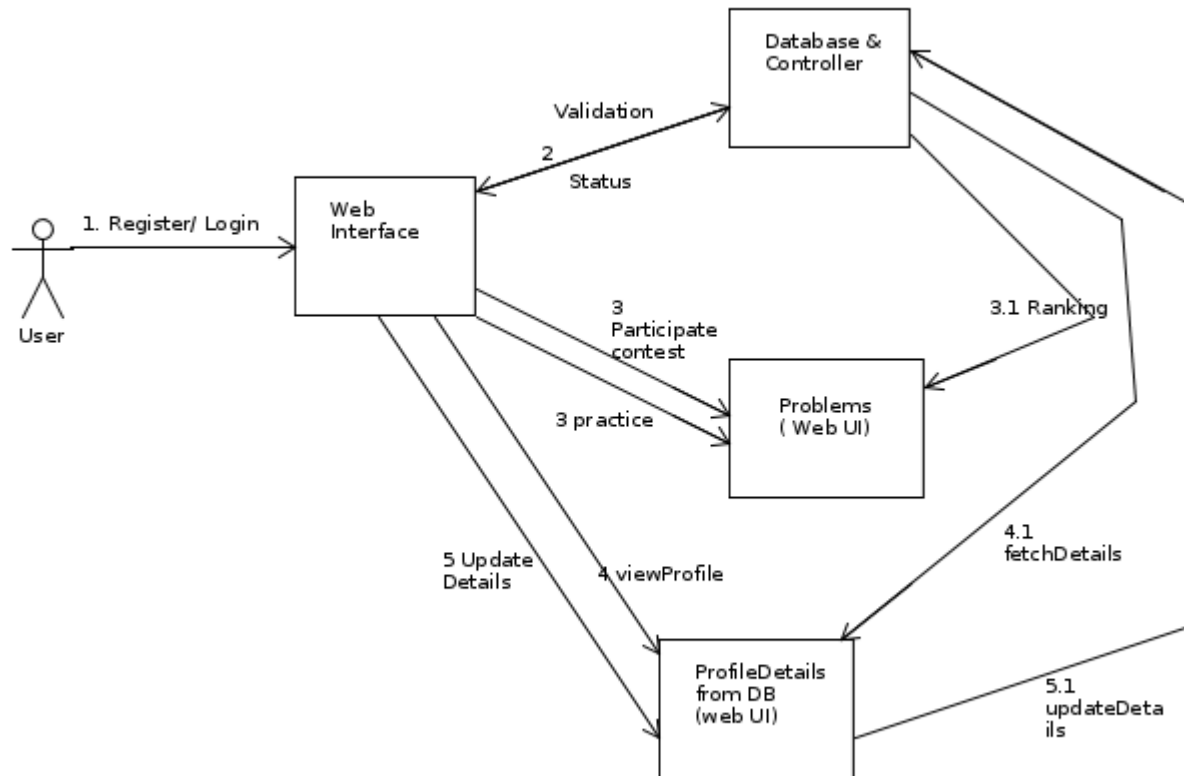 Database &
Controller
Validation
2
Status
1. Register/ Login
Web
Interface
User
3
Participate
contest
3.1 Ranking
Problems
( Web UI)
3 practice
4.1
fetchDetails
5 Update
Details
4 viewProfile
ProfileDetails
from DB
(web UI)
5.1
updateDeta
ils